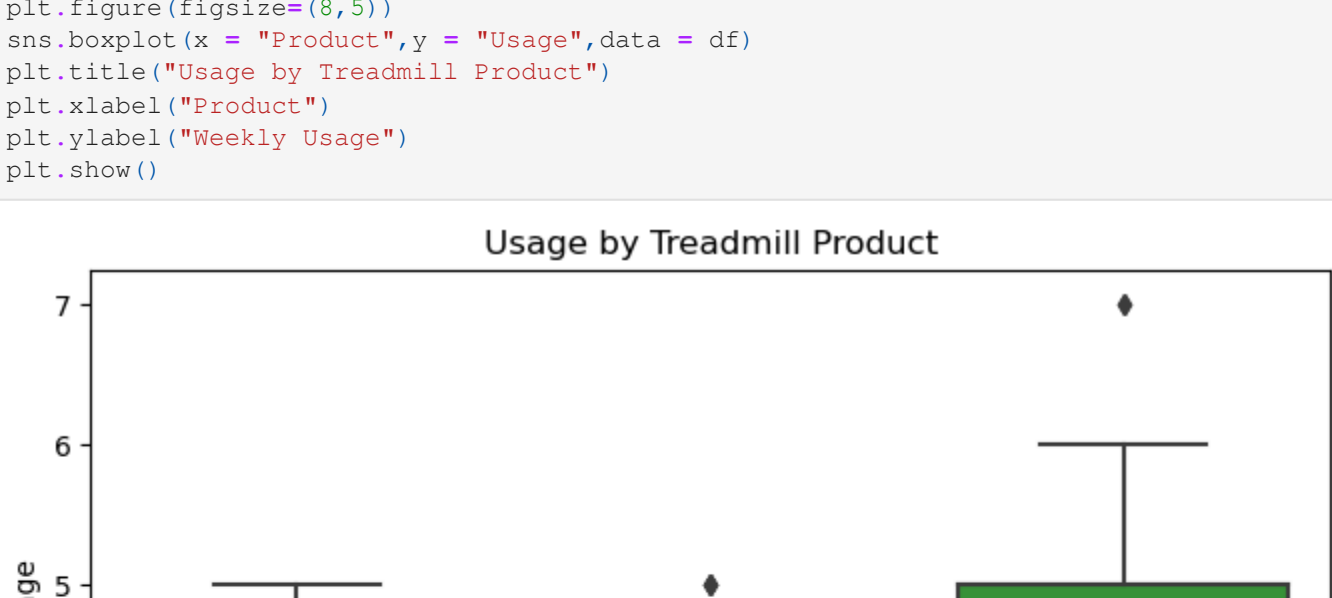 plt.figure(figsize=(8,5))
sns.boxplot(x = "Product",y = "Usage",data = df)
plt.title("Usage by Treadmill Product")
plt.xlabel("Product")
plt.ylabel("Weekly Usage")
plt.show()
Usage by Treadmill Product
7
6
5